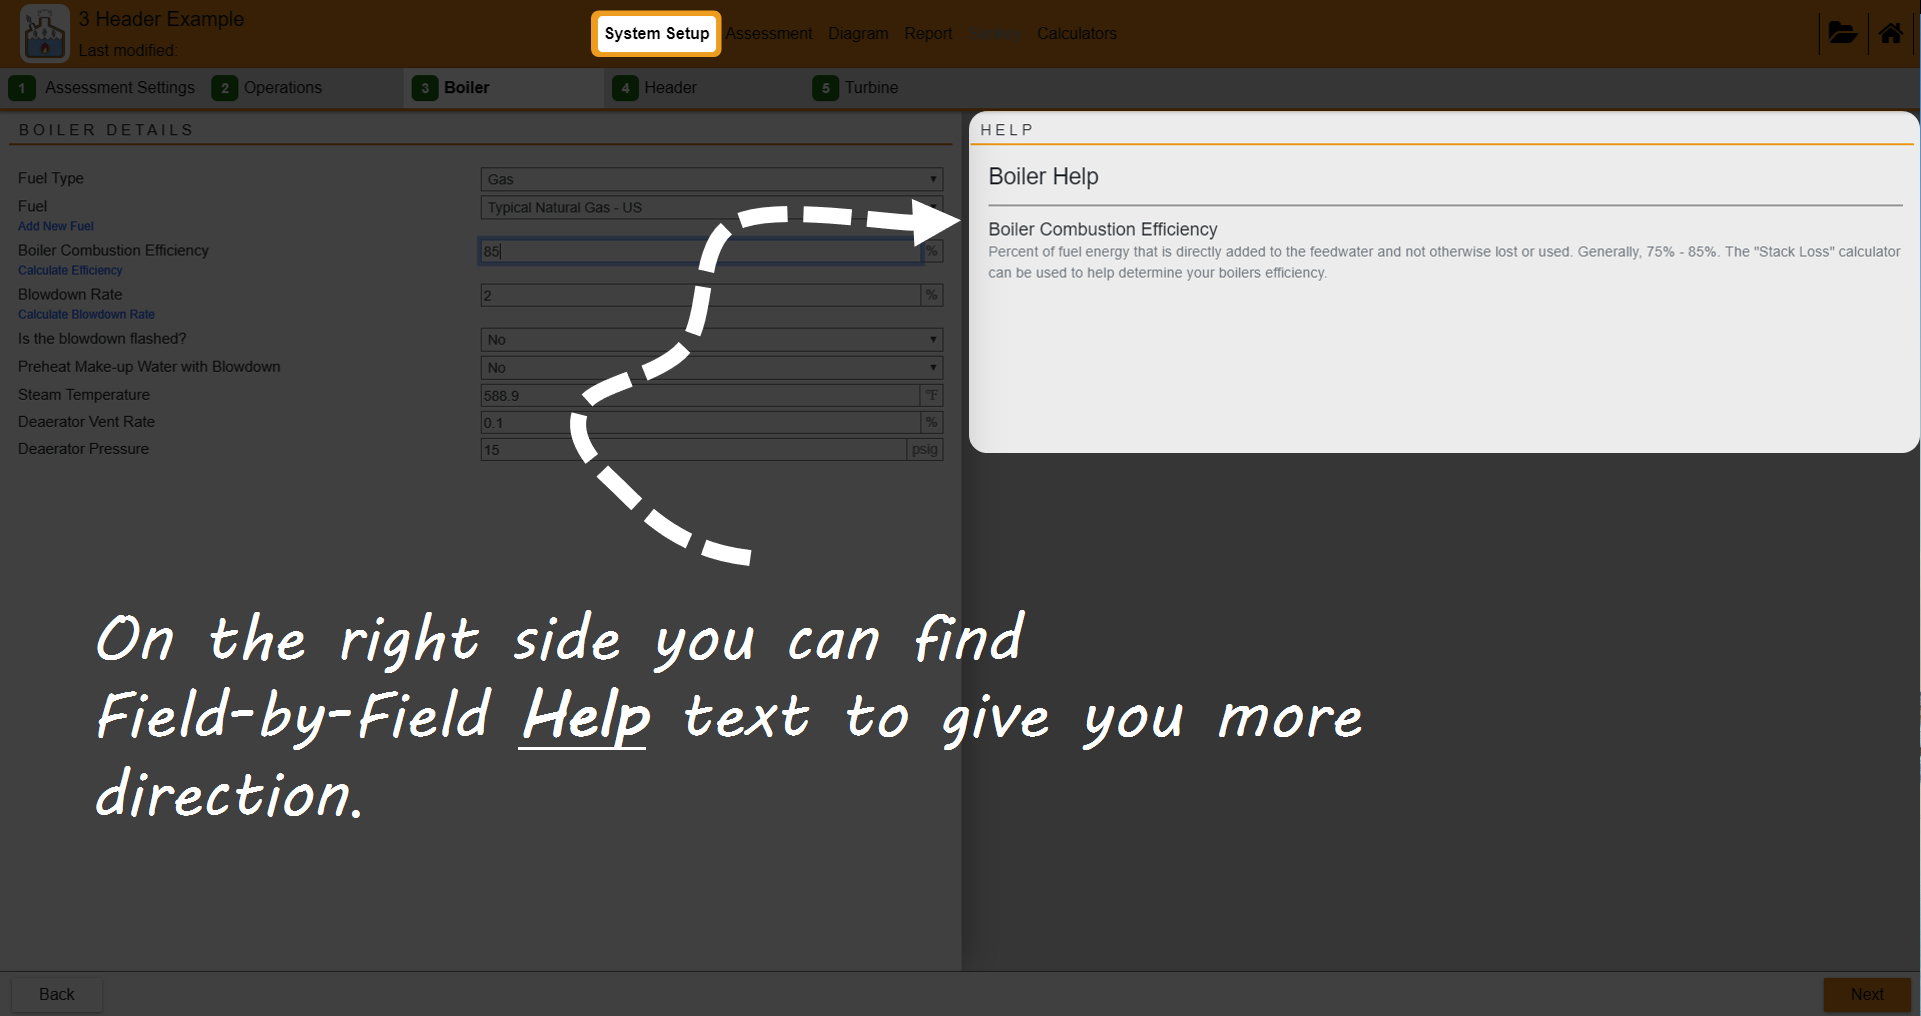 3 Header Example
Last modified:
System Setup Assessment Diagram Report Calculators
1 Assessment Settings 2 Operations 3 Boiler 4 Header 5 Turbine
BOILER DETAILS
Fuel Type Gas
Fuel Typical Natural Gas - US
Add New Fuel
Boiler Combustion Efficiency 85 %
Calculate Efficiency
Blowdown Rate 2 %
Calculate Blowdown Rate
Is the blowdown flashed? No
Preheat Make-up Water with Blowdown No
Steam Temperature 588.9 °F
Deaerator Vent Rate 0.1 %
Deaerator Pressure 15 psig
HELP
Boiler Help
Boiler Combustion Efficiency
Percent of fuel energy that is directly added to the feedwater and not otherwise lost or used. Generally, 75% - 85%. The "Stack Loss" calculator
can be used to help determine your boilers efficiency.
On the right side you can find
Field-by-Field Help text to give you more
direction.
Back Next